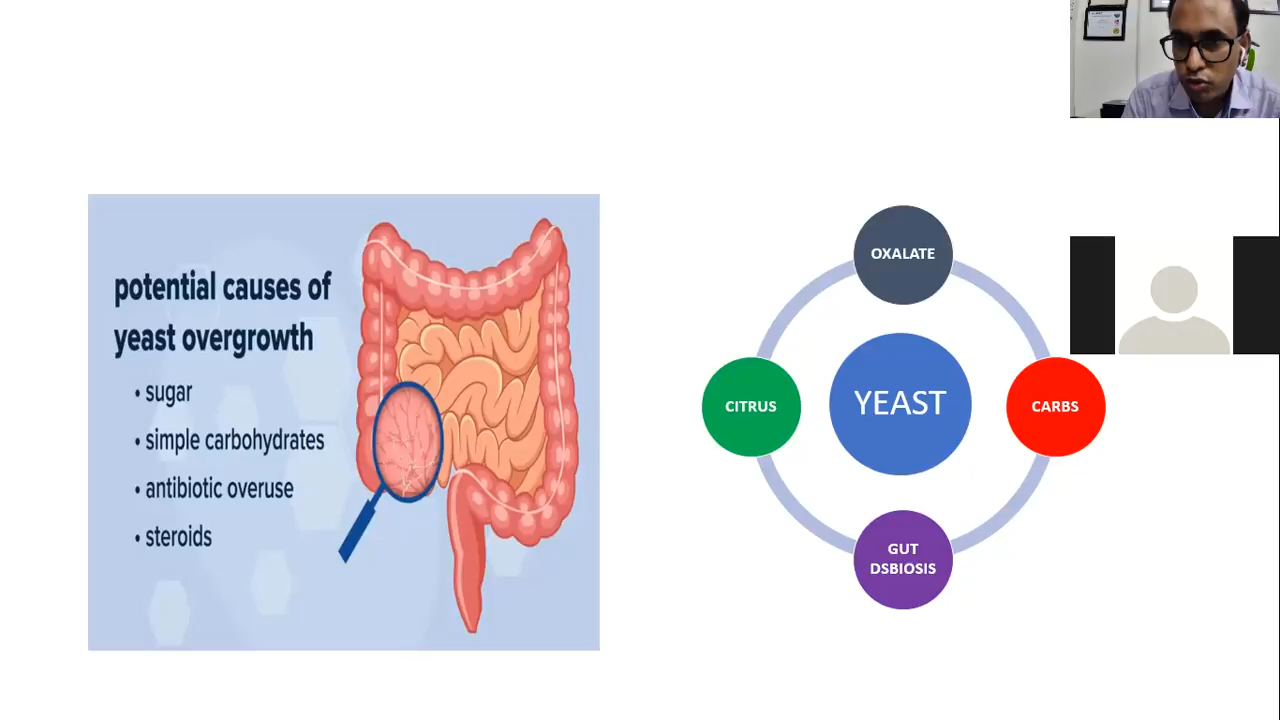 potential causes of
yeast overgrowth
• sugar
• simple carbohydrates
• antibiotic overuse
• steroids
OXALATE
CITRUS
YEAST
CARBS
GUT
DSBIOSIS